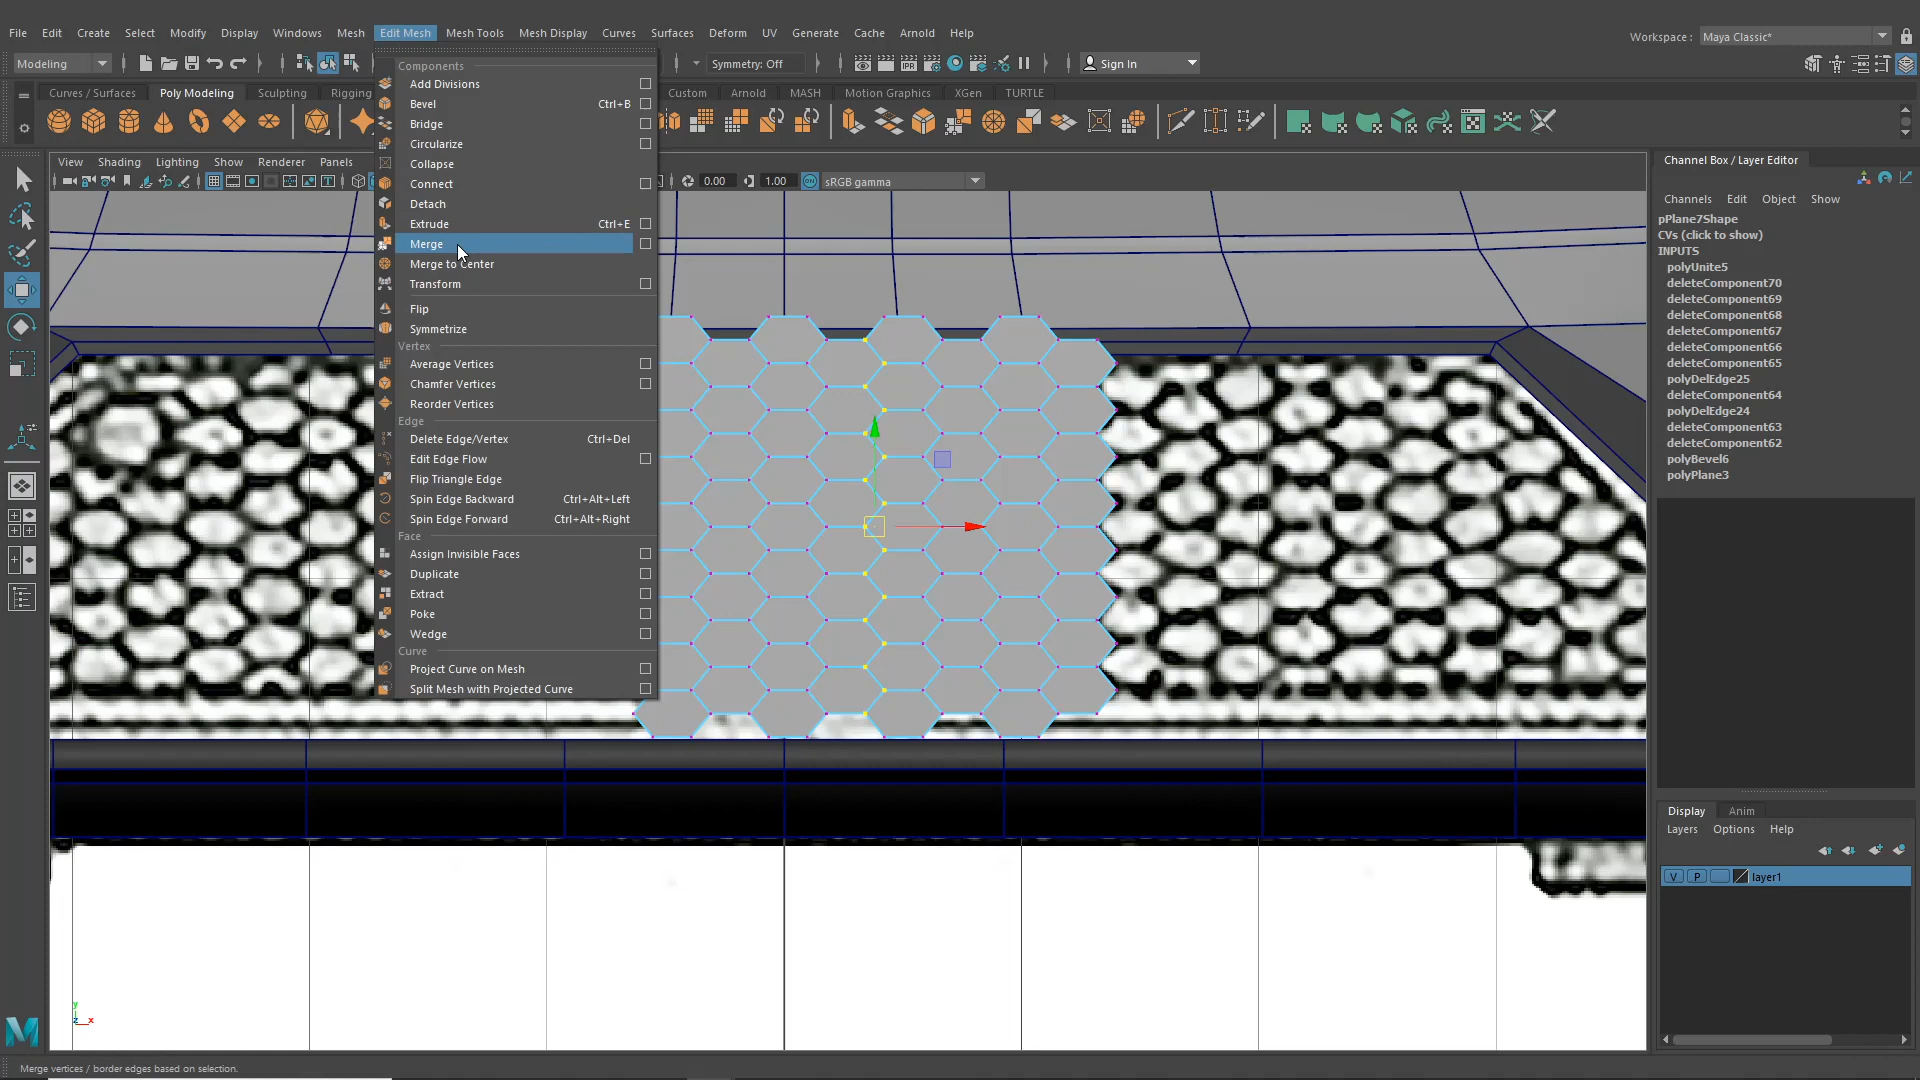 File Edit Create Select Modify Display Windows Mesh Edit Mesh Mesh Tools Mesh Display Curves Surfaces Deform UV Generate Cache Arnold Help
Workspace : Maya Classic*
Modeling
Symmetry: Off
Sign In
Curves / Surfaces Poly Modeling Sculpting Rigging Custom Arnold MASH Motion Graphics XGen TURTLE
IPR
View Shading Lighting Show Renderer Panels
0.00 1.00 sRGB gamma
Components
Add Divisions
Bevel Ctrl+B
Bridge
Circularize
Collapse
Connect
Detach
Extrude Ctrl+E
Merge
Merge to Center
Transform
Flip
Symmetrize
Vertex
Average Vertices
Chamfer Vertices
Reorder Vertices
Edge
Delete Edge/Vertex Ctrl+Del
Edit Edge Flow
Flip Triangle Edge
Spin Edge Backward Ctrl+Alt+Left
Spin Edge Forward Ctrl+Alt+Right
Face
Assign Invisible Faces
Duplicate
Extract
Poke
Wedge
Curve
Project Curve on Mesh
Split Mesh with Projected Curve
Channel Box / Layer Editor
Channels Edit Object Show
pPlane7Shape
CVs (click to show)
INPUTS
polyUnite5
deleteComponent70
deleteComponent69
deleteComponent68
deleteComponent67
deleteComponent66
deleteComponent65
polyDelEdge25
deleteComponent64
polyDelEdge24
deleteComponent63
deleteComponent62
polyBevel6
polyPlane3
Display Anim
Layers Options Help
V P layer1
y
z x
M
Merge vertices / border edges based on selection.